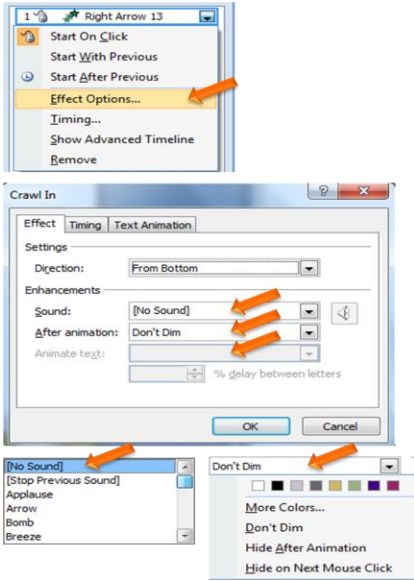 1 Right Arrow 13
Start On Click
Start With Previous
Start After Previous
Effect Options...
Timing...
Show Advanced Timeline
Remove
Crawl In
Effect Timing Text Animation
Settings
Direction: From Bottom
Enhancements
Sound: [No Sound]
After animation: Don't Dim
Animate text:
% delay between letters
OK Cancel
[No Sound]
[Stop Previous Sound]
Applause
Arrow
Bomb
Breeze
Don't Dim
More Colors...
Don't Dim
Hide After Animation
Hide on Next Mouse Click